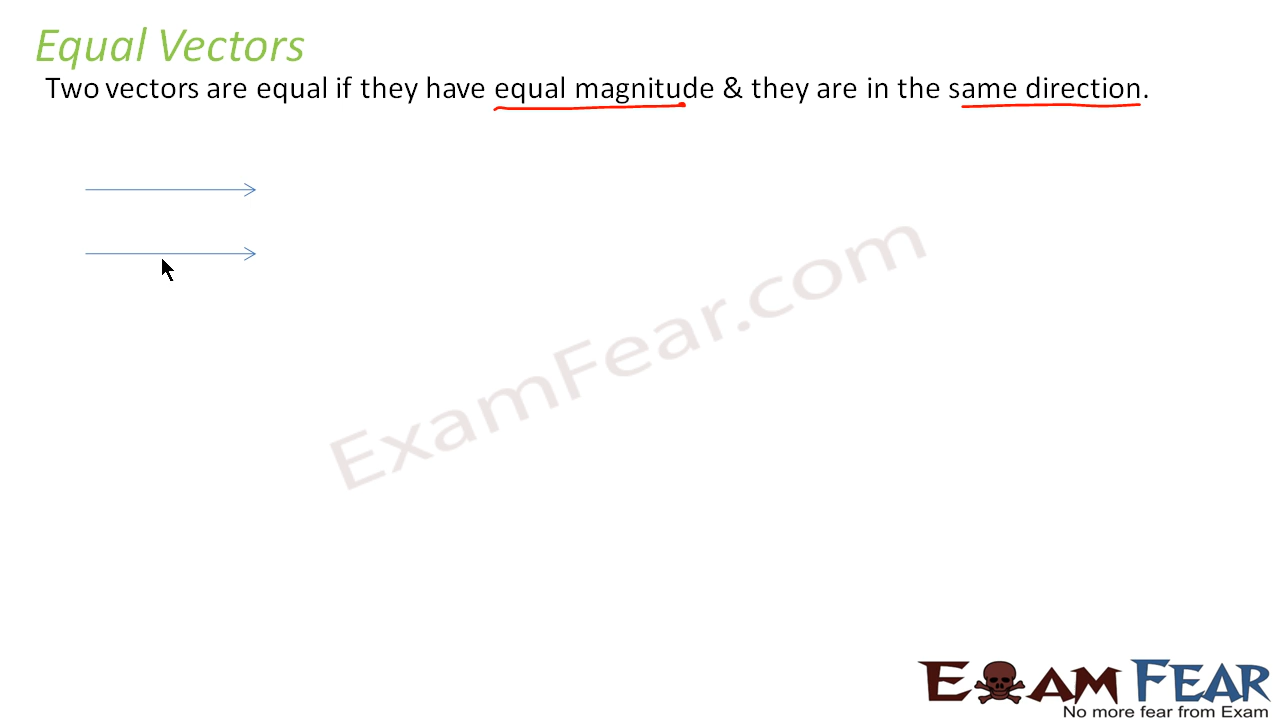 Equal Vectors
Two vectors are equal if they have equal magnitude & they are in the same direction.
ExamFear.com
EXAM FEAR
No more fear from Exam